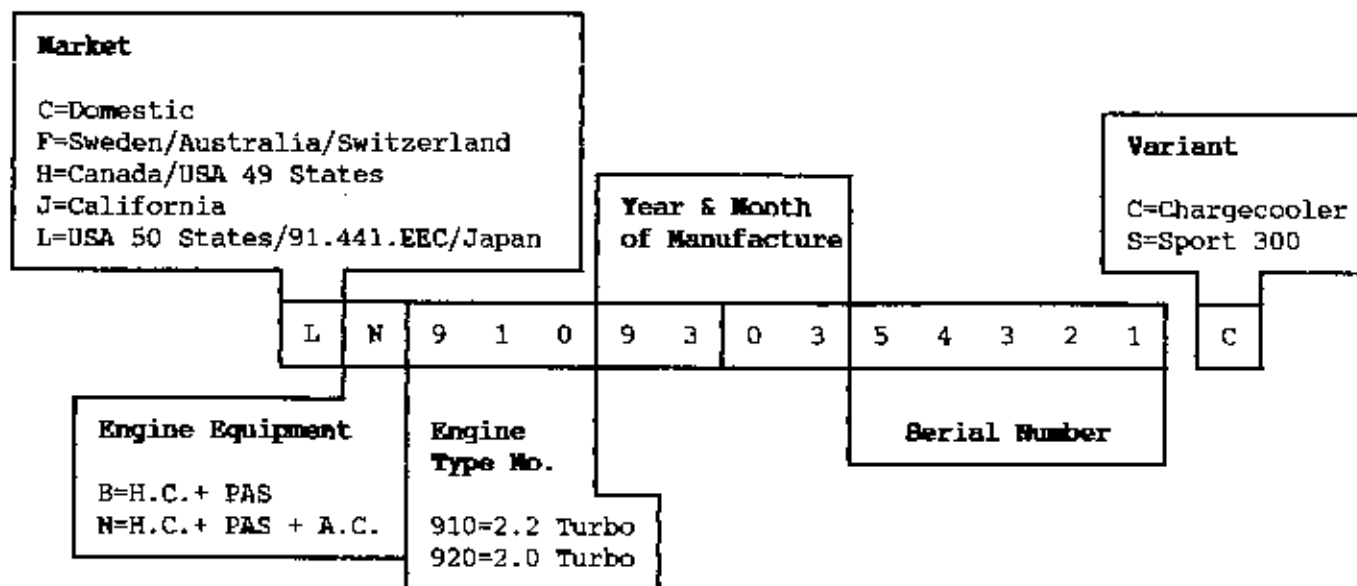 Market
C=Domestic
F=Sweden/Australia/Switzerland
H=Canada/USA 49 States
J=California
L=USA 50 States/91.441.EEC/Japan
Variant
C=Chargecooler
S=Sport 300
Year & Month
of Manufacture
L N 9 1 0 9 3 0 3 5 4 3 2 1 C
Engine Equipment
B=H.C.+ PAS
N=H.C.+ PAS + A.C.
Engine
Type No.
910=2.2 Turbo
920=2.0 Turbo
Serial Number